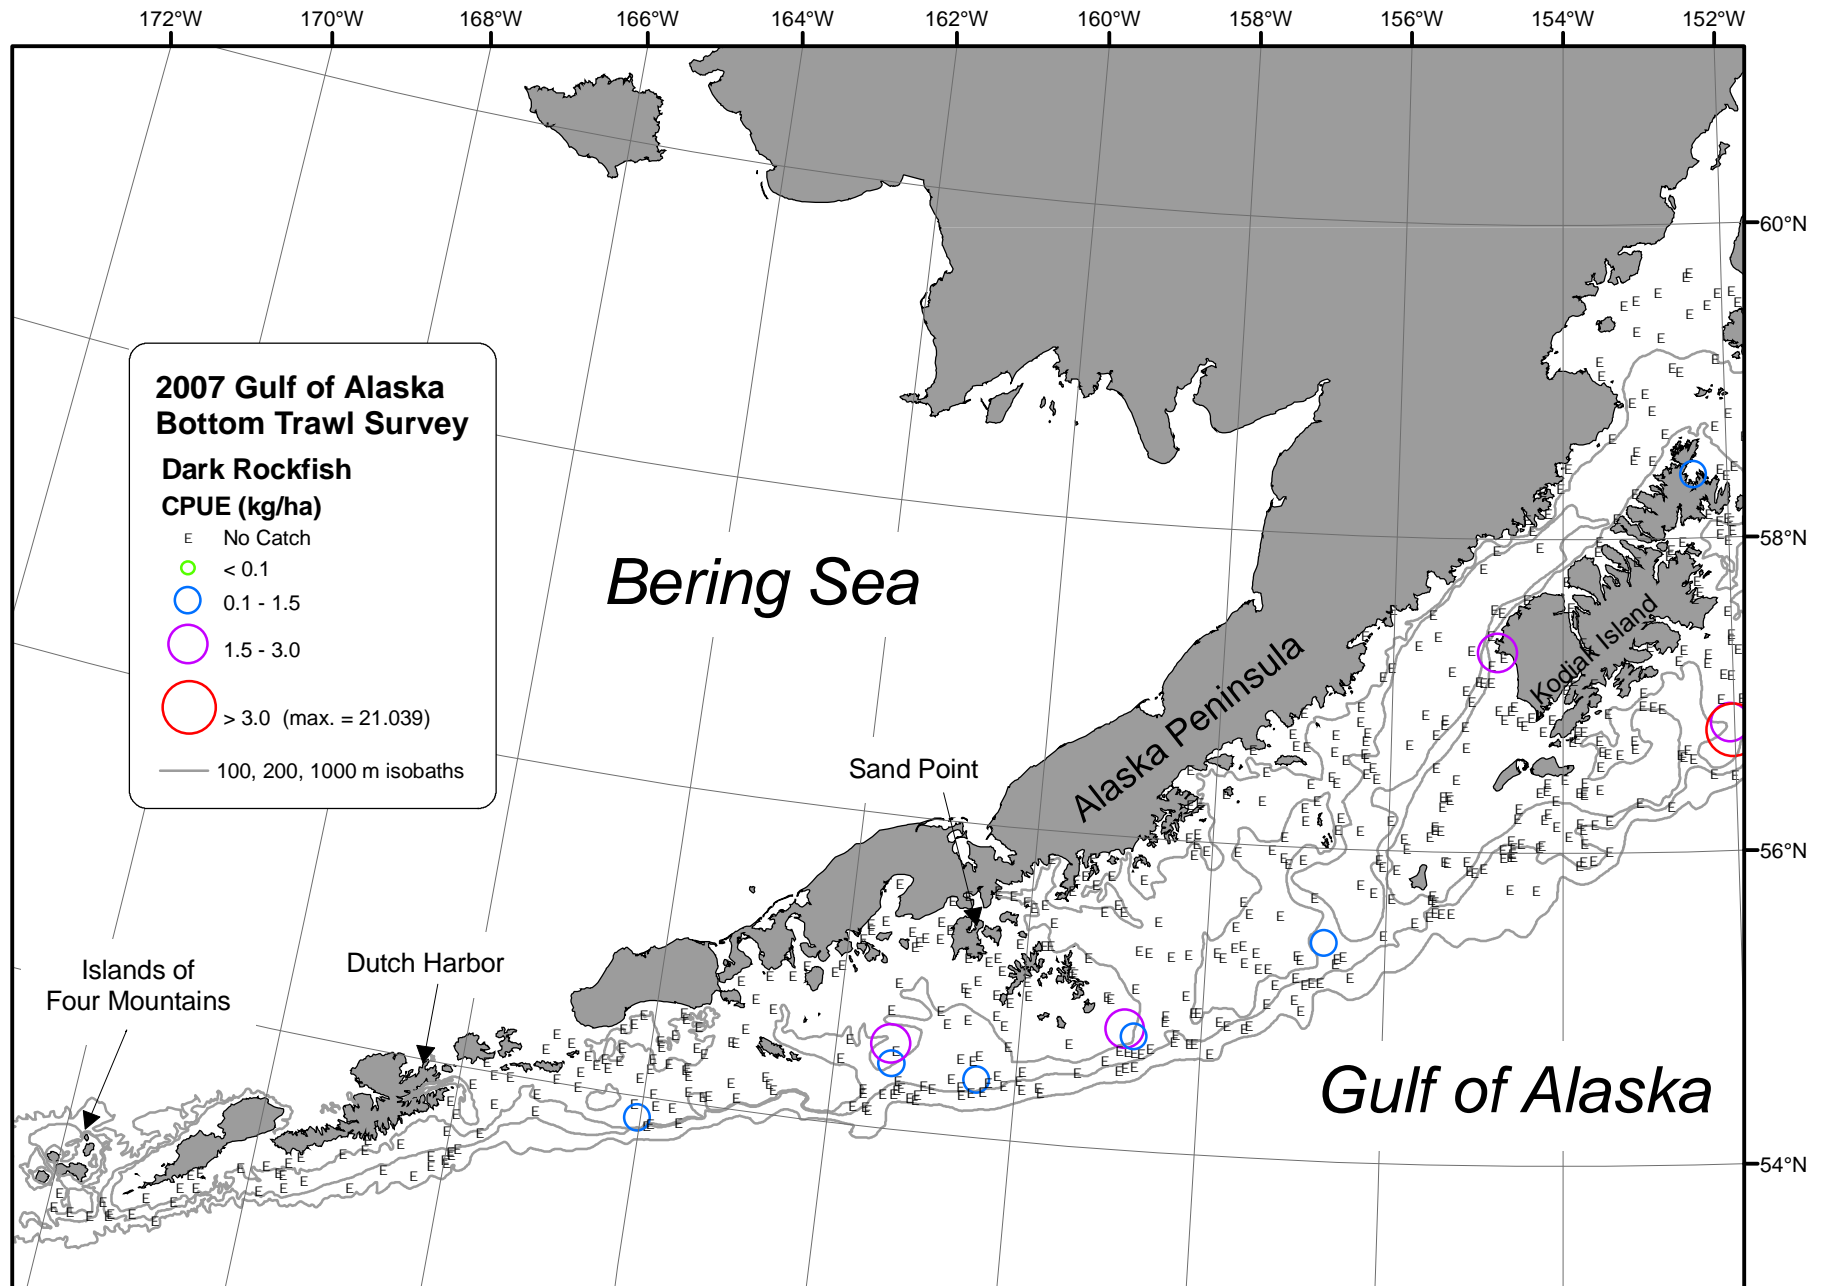 172°W 170°W 168°W 166°W 164°W 162°W 160°W 158°W 156°W 154°W 152°W
60°N
2007 Gulf of Alaska
Bottom Trawl Survey
Dark Rockfish
CPUE (kg/ha)
E No Catch
< 0.1
0.1 - 1.5
1.5 - 3.0
> 3.0 (max. = 21.039)
100, 200, 1000 m isobaths
58°N
Bering Sea
Kodiak Island
Alaska Peninsula
Sand Point
56°N
Dutch Harbor
Islands of
Four Mountains
Gulf of Alaska
54°N